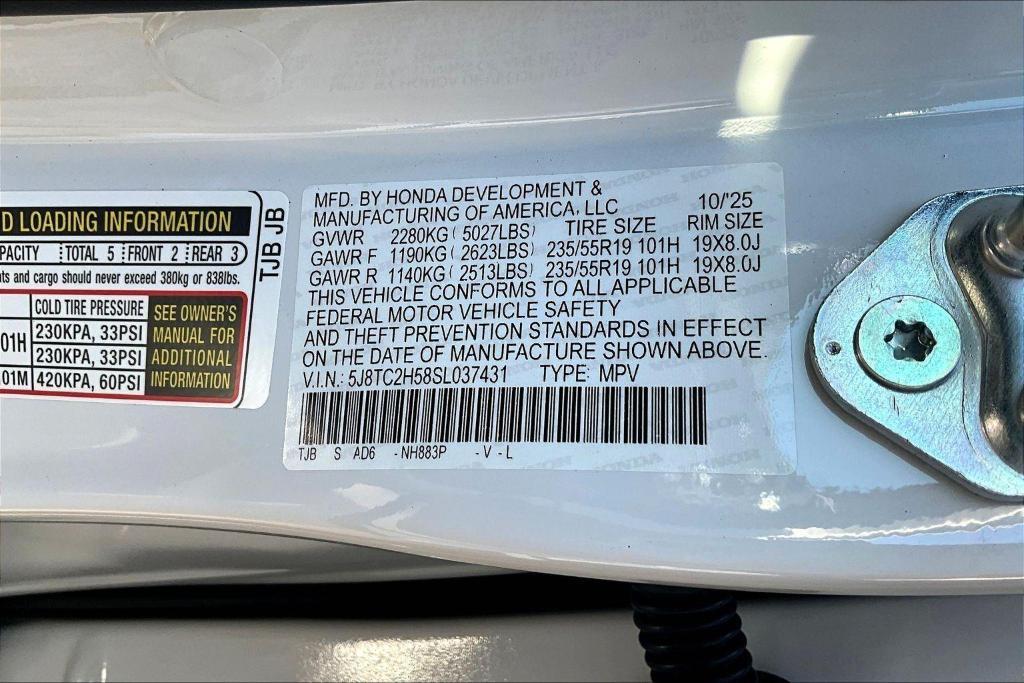 D LOADING INFORMATION
PACITY TOTAL 5 FRONT 2 REAR 3
nts and cargo should never exceed 380kg or 838lbs.
COLD TIRE PRESSURE
01H 230KPA, 33PSI
230KPA, 33PSI
01M 420KPA, 60PSI
SEE OWNER'S
MANUAL FOR
ADDITIONAL
INFORMATION
TJB JB
MFD. BY HONDA DEVELOPMENT & 10/'25
MANUFACTURING OF AMERICA, LLC
GVWR 2280KG ( 5027LBS) TIRE SIZE RIM SIZE
GAWR F 1190KG ( 2623LBS) 235/55R19 101H 19X8.0J
GAWR R 1140KG ( 2513LBS) 235/55R19 101H 19X8.0J
THIS VEHICLE CONFORMS TO ALL APPLICABLE
FEDERAL MOTOR VEHICLE SAFETY
AND THEFT PREVENTION STANDARDS IN EFFECT
ON THE DATE OF MANUFACTURE SHOWN ABOVE.
V.I.N.: 5J8TC2H58SL037431 TYPE: MPV
TJB S AD6 -NH883P -V-L